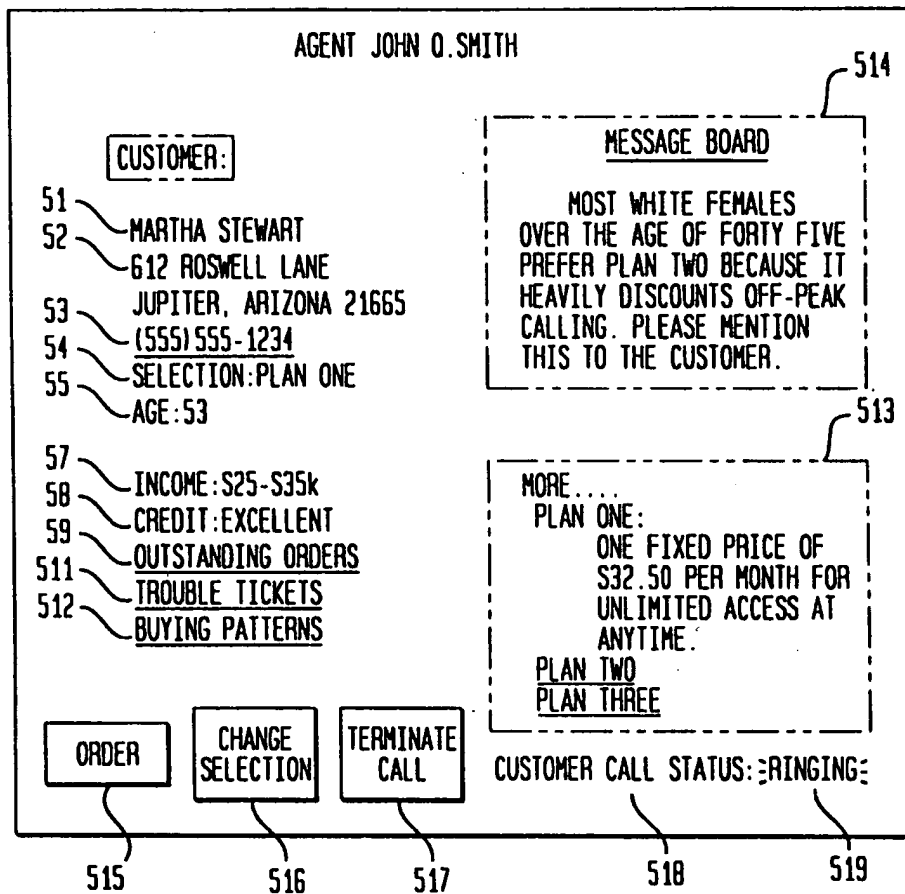 AGENT JOHN Q.SMITH
514
CUSTOMER:
51
MARTHA STEWART
52
612 ROSWELL LANE
JUPITER, ARIZONA 21665
53
(555)555-1234
54
SELECTION:PLAN ONE
55
AGE:53
57
INCOME:S25-S35k
58
CREDIT:EXCELLENT
59
OUTSTANDING ORDERS
511
TROUBLE TICKETS
512
BUYING PATTERNS
MESSAGE BOARD
MOST WHITE FEMALES
OVER THE AGE OF FORTY FIVE
PREFER PLAN TWO BECAUSE IT
HEAVILY DISCOUNTS OFF-PEAK
CALLING. PLEASE MENTION
THIS TO THE CUSTOMER.
513
MORE....
PLAN ONE:
ONE FIXED PRICE OF
S32.50 PER MONTH FOR
UNLIMITED ACCESS AT
ANYTIME.
PLAN TWO
PLAN THREE
ORDER
CHANGE
SELECTION
TERMINATE
CALL
CUSTOMER CALL STATUS: RINGING
515
516
517
518
519